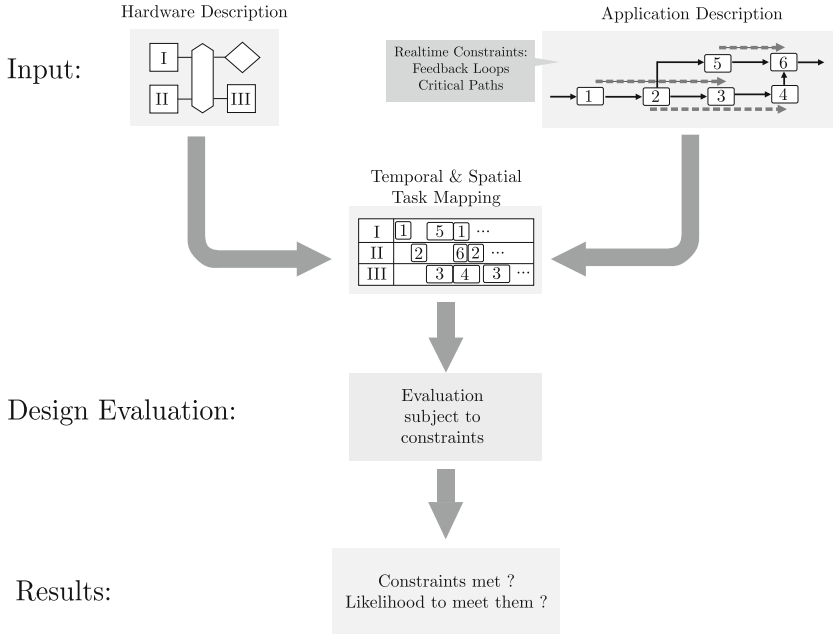 Hardware Description
Application Description
Input:
I
II
III
Realtime Constraints:
Feedback Loops
Critical Paths
5 6
1 2 3 4
Temporal & Spatial
Task Mapping
I 1 5 1 ...
II 2 6 2 ...
III 3 4 3 ...
Design Evaluation:
Evaluation
subject to
constraints
Results:
Constraints met ?
Likelihood to meet them ?